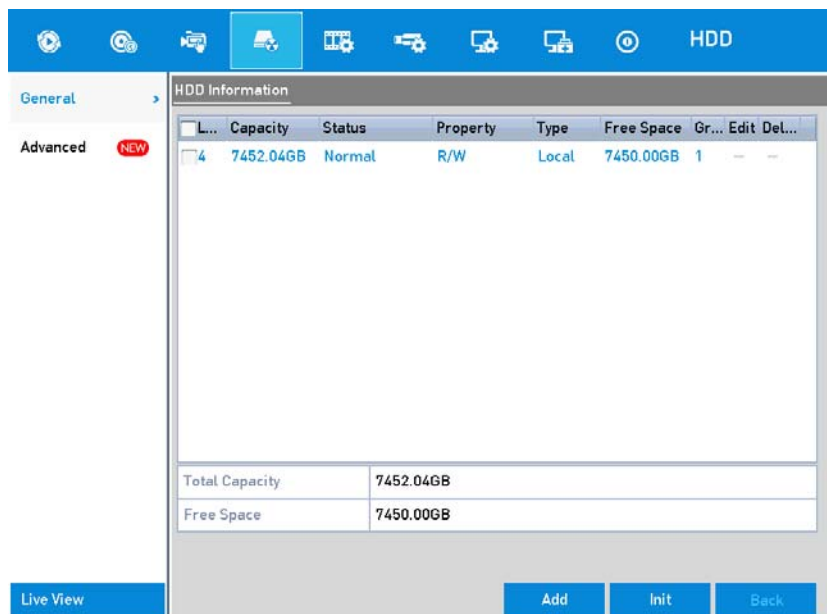 HDD
General
Advanced NEW
HDD Information
L... Capacity Status Property Type Free Space Gr... Edit Del...
4 7452.04GB Normal R/W Local 7450.00GB 1 — —
Total Capacity 7452.04GB
Free Space 7450.00GB
Live View Add Init Back